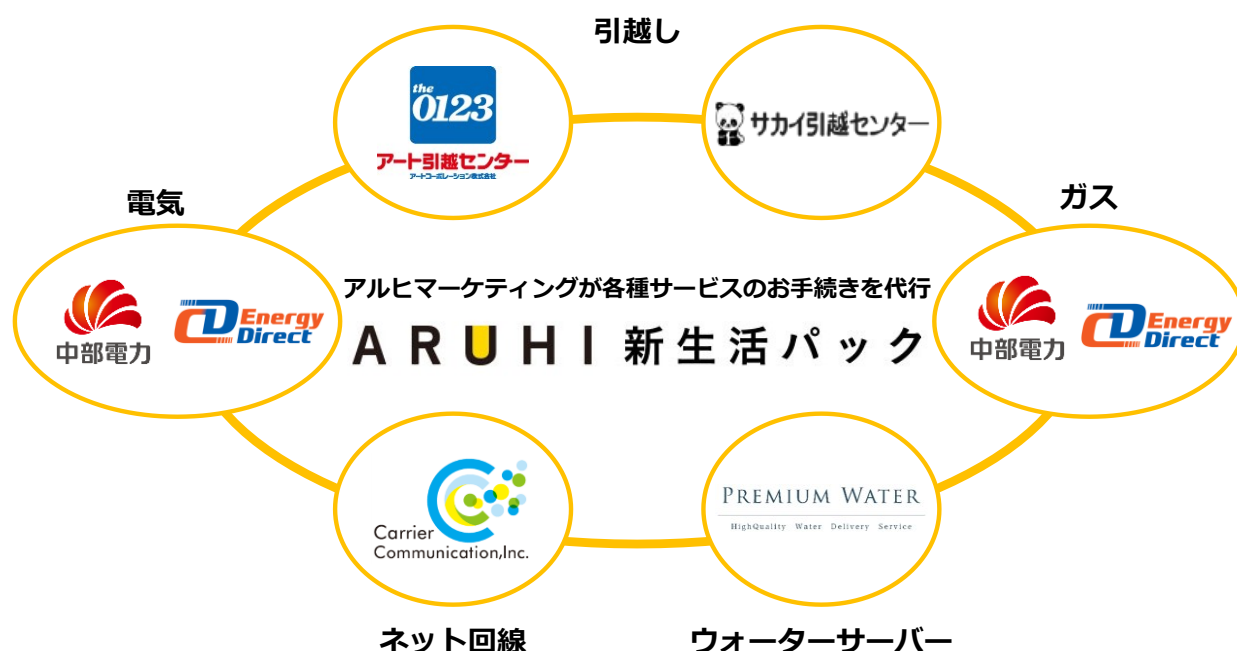 引越し
the
0123
アート引越センター
アートコーポレーション株式会社
サカイ引越センター
電気
ガス
中部電力
CD Energy
Direct
アルヒマーケティングが各種サービスのお手続きを代行
ARUHI 新生活パック
中部電力
CD Energy
Direct
Carrier
Communication,Inc.
PREMIUM WATER
HighQuality Water Delivery Service
ネット回線
ウォーターサーバー